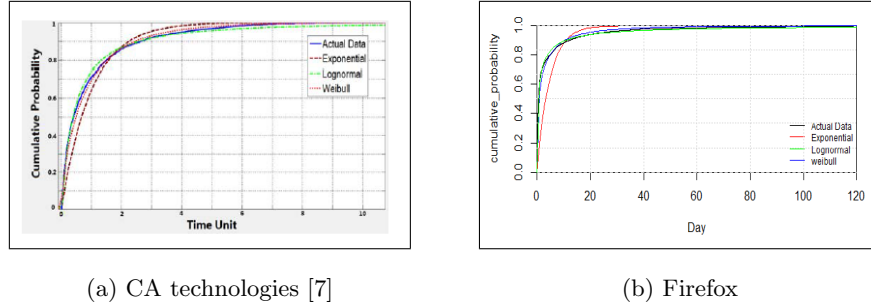 Cumulative Probability
1
0.8
0.6
0.4
0.2
0
0
2
4
6
8
10
Time Unit
Actual Data
Exponential
Lognormal
Weibull
cumulative_probability
1.0
0.8
0.6
0.4
0.2
0.0
0
20
40
60
80
100
120
Day
Actual Data
Exponential
Lognormal
weibull
(a) CA technologies [7]
(b) Firefox